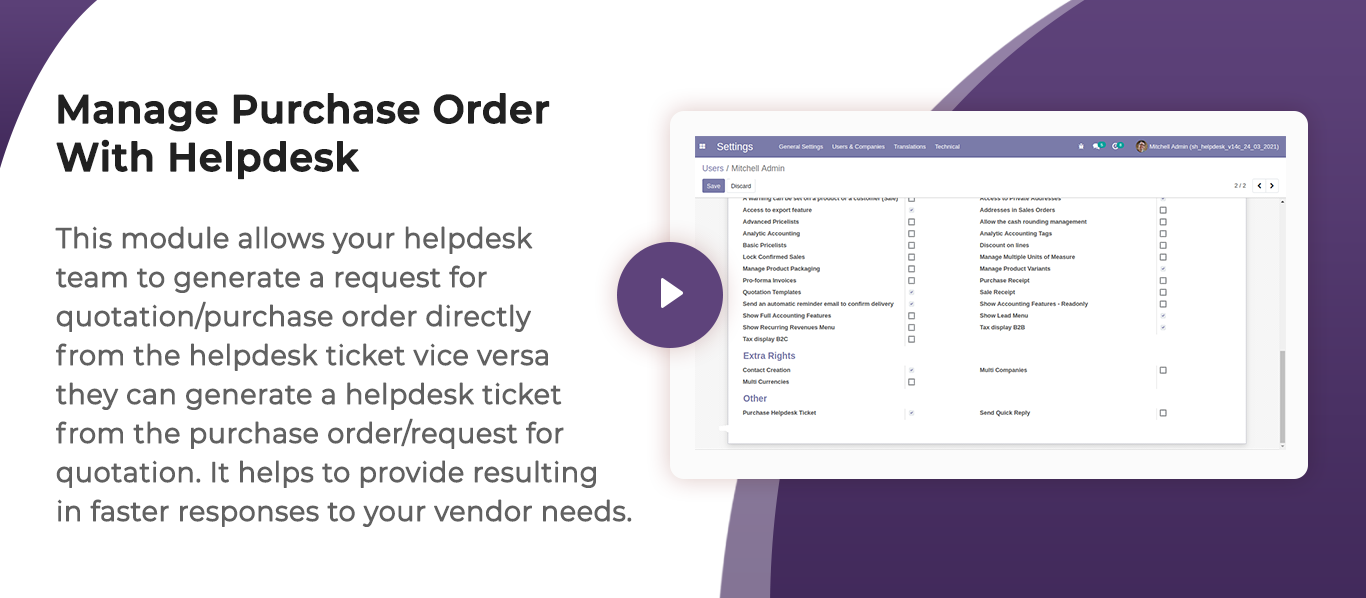 Manage Purchase Order
With Helpdesk
This module allows your helpdesk
team to generate a request for
quotation/purchase order directly
from the helpdesk ticket vice versa
they can generate a helpdesk ticket
from the purchase order/request for
quotation. It helps to provide resulting
in faster responses to your vendor needs.
Settings General Settings Users & Companies Translations Technical Mitchell Admin (sh_helpdesk_v14c_24_03_2021)
Users / Mitchell Admin
Save Discard 2 / 2
A warning can be set on a product or a customer (Sale) Access to Private Addresses
Access to export feature Addresses in Sales Orders
Advanced Pricelists Allow the cash rounding management
Analytic Accounting Analytic Accounting Tags
Basic Pricelists Discount on lines
Lock Confirmed Sales Manage Multiple Units of Measure
Manage Product Packaging Manage Product Variants
Pro-forma Invoices Purchase Receipt
Quotation Templates Sale Receipt
Send an automatic reminder email to confirm delivery Show Accounting Features - Readonly
Show Full Accounting Features Show Lead Menu
Show Recurring Revenues Menu Tax display B2B
Tax display B2C
Extra Rights
Contact Creation Multi Companies
Multi Currencies
Other
Purchase Helpdesk Ticket Send Quick Reply